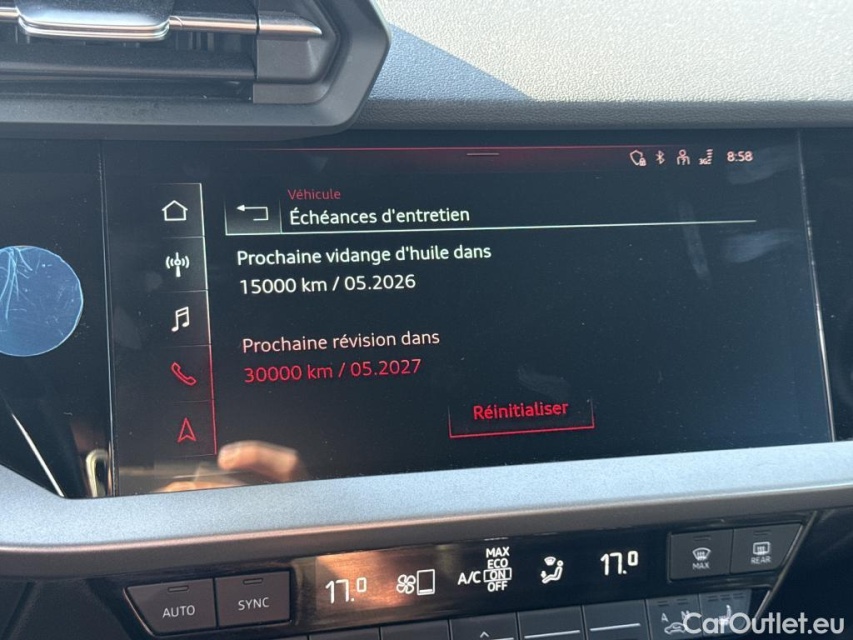 8:58
Véhicule
Échéances d'entretien
Prochaine vidange d'huile dans
15000 km / 05.2026
Prochaine révision dans
30000 km / 05.2027
Réinitialiser
AUTO
SYNC
17.0
A/C
MAX
ECO
ON
OFF
17.0
MAX
REAR
CarOutlet.eu